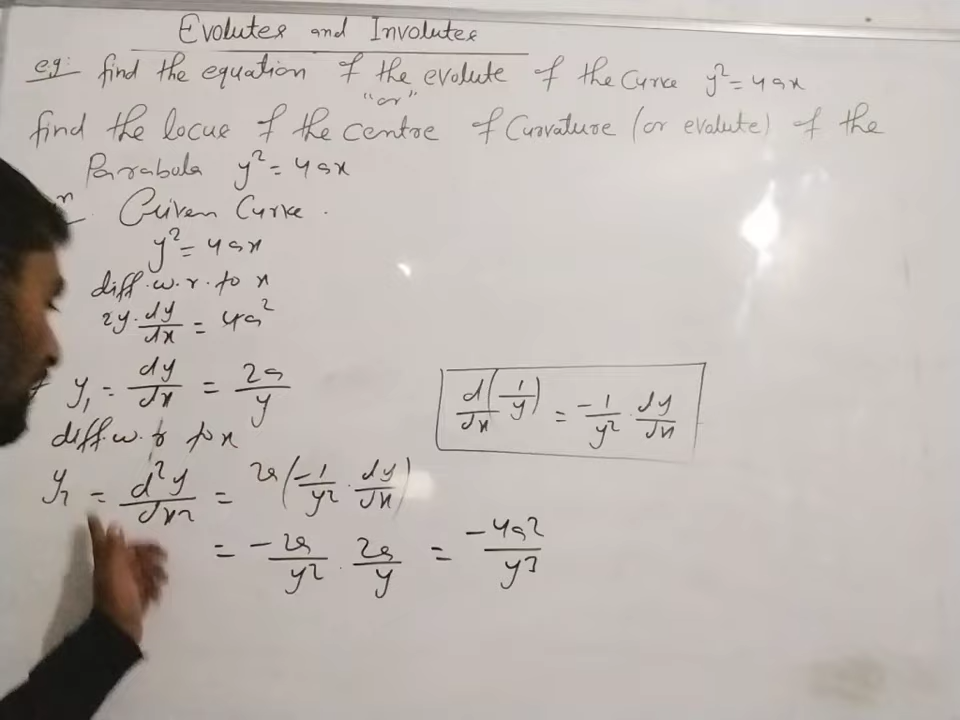 Evolutes and Involutes
eg: find the equation of the evolute of the Curve y² = 4ax
"or"
find the locus of the centre of Curvature (or evalute) of the
Parabola y² = 4ax
n Given Curve.
y² = 4ax
diff. w. r. to x
2y. dy/dx = 4a²
y₁ = dy/dx = 2a/y
diff. w. r to x
d/dx (1/y) = -1/y² . dy/dx
y₂ = d²y/dx² = 2a(-1/y² . dy/dx)
= -2a/y² . 2a/y = -4a²/y³